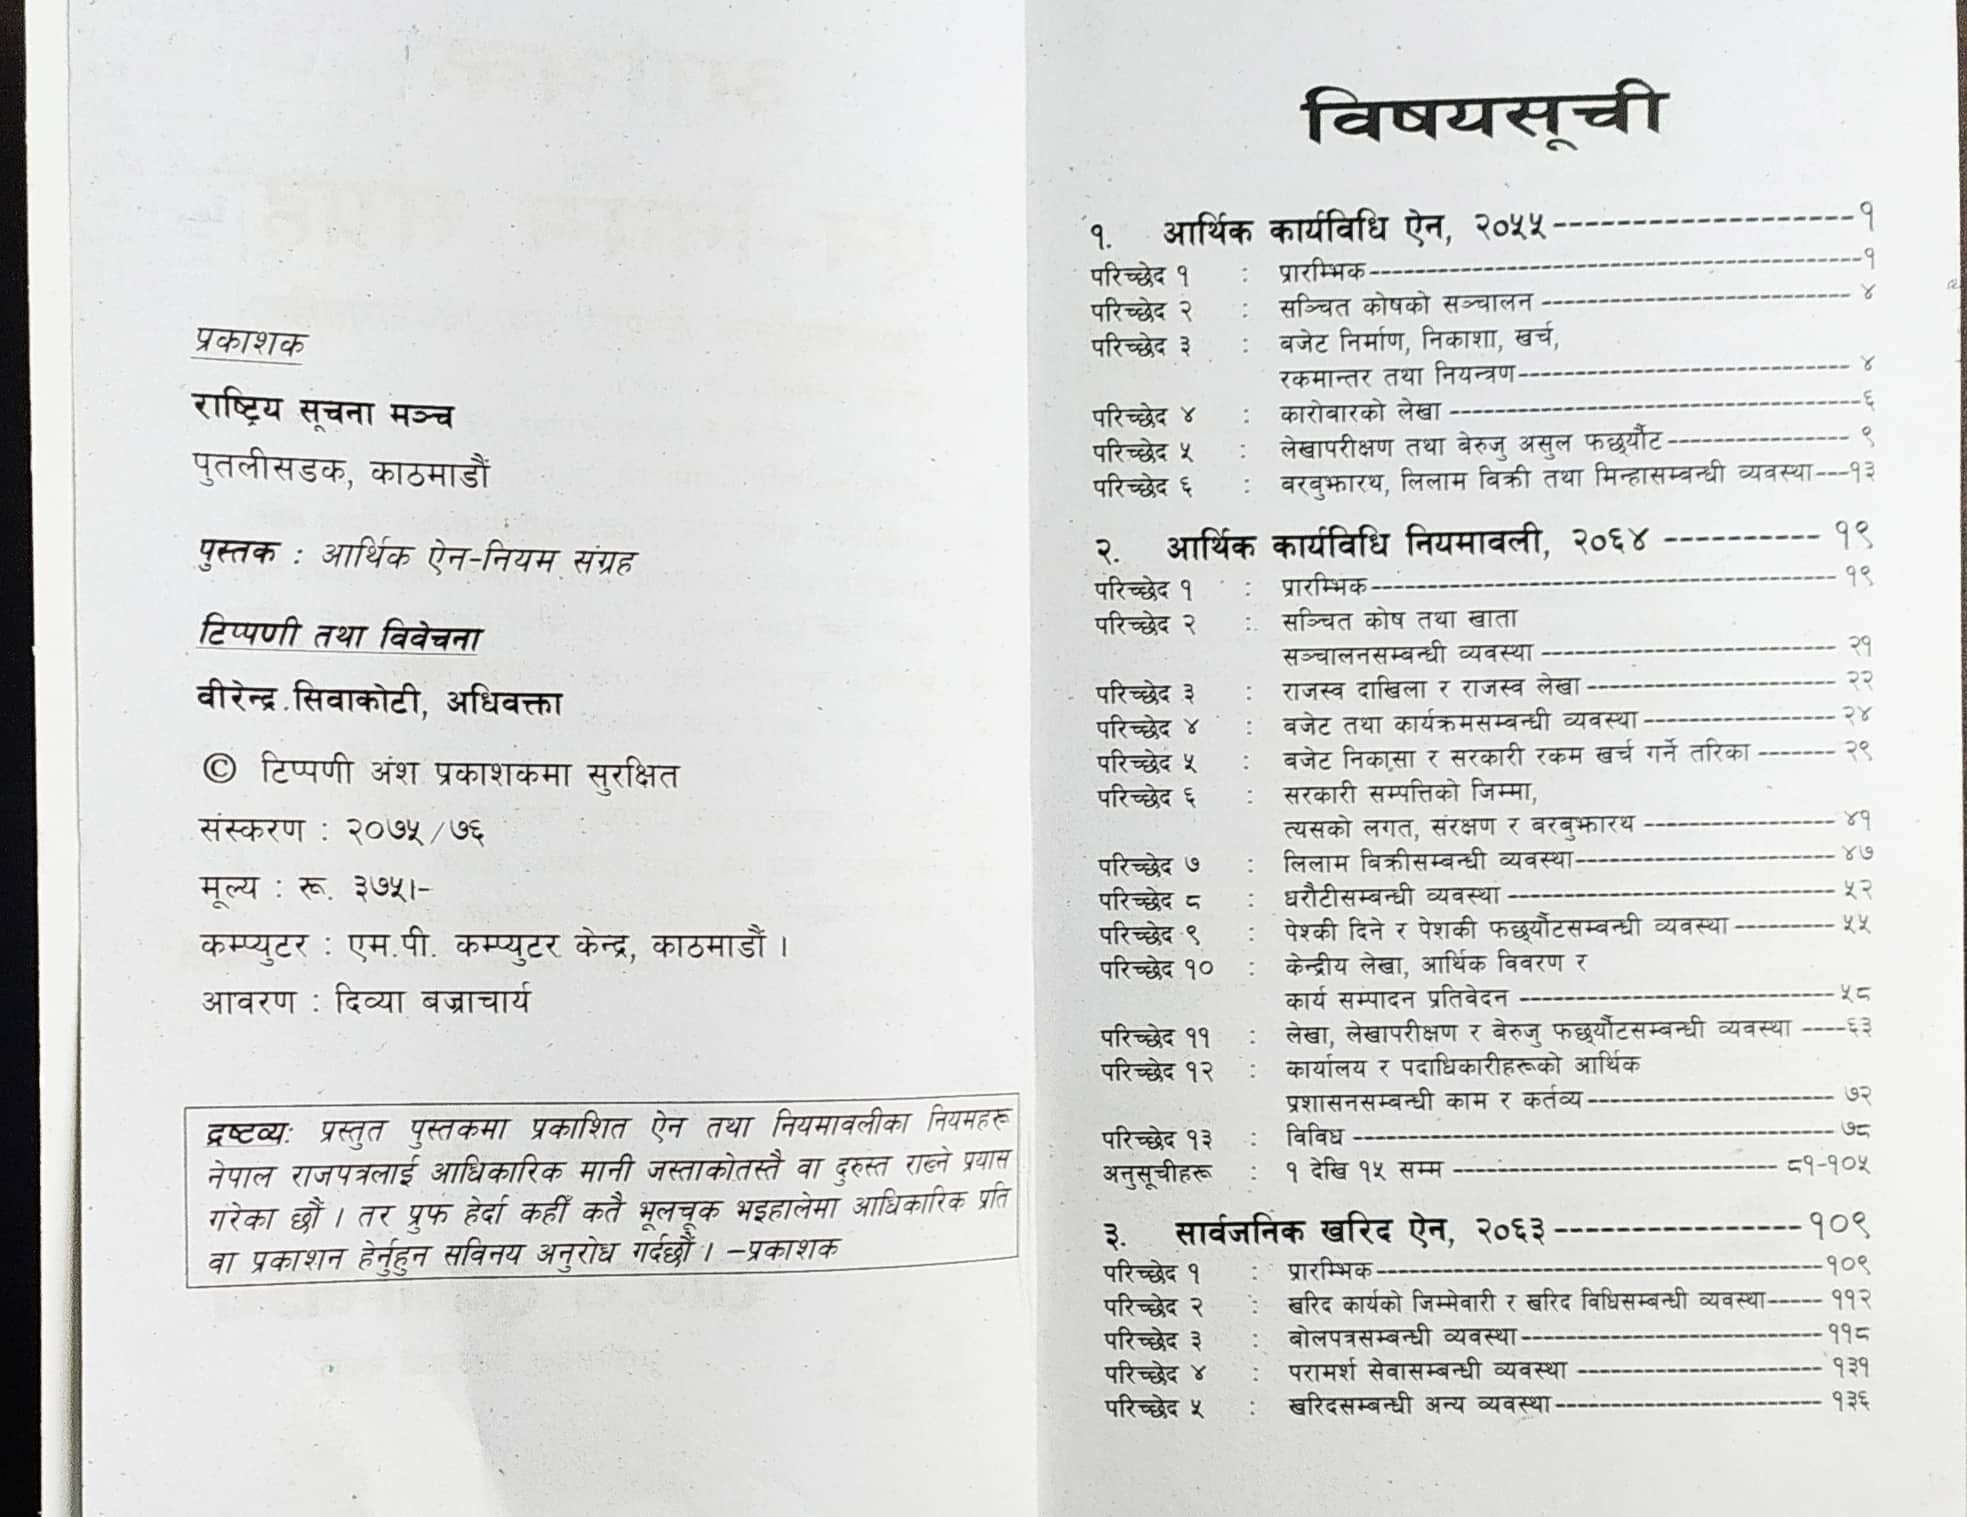 प्रकाशक
राष्ट्रिय सूचना मञ्च
पुतलीसडक, काठमाडौं
पुस्तक : आर्थिक ऐन-नियम संग्रह
टिप्पणी तथा विवेचना
वीरेन्द्र सिवाकोटी, अधिवक्ता
© टिप्पणी अंश प्रकाशकमा सुरक्षित
संस्करण : २०७५/७६
मूल्य : रू. ३७५।-
कम्प्युटर : एम.पी. कम्प्युटर केन्द्र, काठमाडौं ।
आवरण : दिव्या बज्राचार्य
द्रष्टव्यः प्रस्तुत पुस्तकमा प्रकाशित ऐन तथा नियमावलीका नियमहरू
नेपाल राजपत्रलाई आधिकारिक मानी जस्ताकोतस्तै वा दुरुस्त राख्ने प्रयास
गरेका छौं । तर प्रुफ हेर्दा कहीँ कतै भूलचूक भइहालेमा आधिकारिक प्रति
वा प्रकाशन हेर्नुहुन सविनय अनुरोध गर्दछौं । -प्रकाशक
विषयसूची
१. आर्थिक कार्यविधि ऐन, २०५५ -------------------- १
परिच्छेद १ : प्रारम्भिक -------------------- १
परिच्छेद २ : सञ्चित कोषको सञ्चालन -------------------- ४
परिच्छेद ३ : बजेट निर्माण, निकाशा, खर्च,
रकमान्तर तथा नियन्त्रण -------------------- ४
परिच्छेद ४ : कारोबारको लेखा -------------------- ६
परिच्छेद ५ : लेखापरीक्षण तथा बेरुजु असुल फछ्र्यौट -------------------- ९
परिच्छेद ६ : बरबुझारथ, लिलाम बिक्री तथा मिन्हासम्बन्धी व्यवस्था --- १३
२. आर्थिक कार्यविधि नियमावली, २०६४ ---------- १९
परिच्छेद १ : प्रारम्भिक -------------------- १९
परिच्छेद २ : सञ्चित कोष तथा खाता
सञ्चालनसम्बन्धी व्यवस्था -------------------- २१
परिच्छेद ३ : राजस्व दाखिला र राजस्व लेखा -------------------- २२
परिच्छेद ४ : बजेट तथा कार्यक्रमसम्बन्धी व्यवस्था -------------------- २४
परिच्छेद ५ : बजेट निकासा र सरकारी रकम खर्च गर्ने तरिका ------- २९
परिच्छेद ६ : सरकारी सम्पत्तिको जिम्मा,
त्यसको लगत, संरक्षण र बरबुझारथ -------------------- ४१
परिच्छेद ७ : लिलाम बिक्रीसम्बन्धी व्यवस्था -------------------- ४७
परिच्छेद ८ : धरौटीसम्बन्धी व्यवस्था -------------------- ५२
परिच्छेद ९ : पेश्की दिने र पेशकी फछ्र्यौटसम्बन्धी व्यवस्था --------- ५५
परिच्छेद १० : केन्द्रीय लेखा, आर्थिक विवरण र
कार्य सम्पादन प्रतिवेदन -------------------- ५८
परिच्छेद ११ : लेखा, लेखापरीक्षण र बेरुजु फछ्र्यौटसम्बन्धी व्यवस्था ---- ६३
परिच्छेद १२ : कार्यालय र पदाधिकारीहरूको आर्थिक
प्रशासनसम्बन्धी काम र कर्तव्य -------------------- ७२
परिच्छेद १३ : विविध -------------------- ७८
अनुसूचीहरू : १ देखि १५ सम्म -------------------- ८१-१०५
३. सार्वजनिक खरिद ऐन, २०६३ ---------------- १०९
परिच्छेद १ : प्रारम्भिक -------------------- १०९
परिच्छेद २ : खरिद कार्यको जिम्मेवारी र खरिद विधिसम्बन्धी व्यवस्था ----- ११२
परिच्छेद ३ : बोलपत्रसम्बन्धी व्यवस्था -------------------- ११८
परिच्छेद ४ : परामर्श सेवासम्बन्धी व्यवस्था -------------------- १३१
परिच्छेद ५ : खरिदसम्बन्धी अन्य व्यवस्था -------------------- १३६